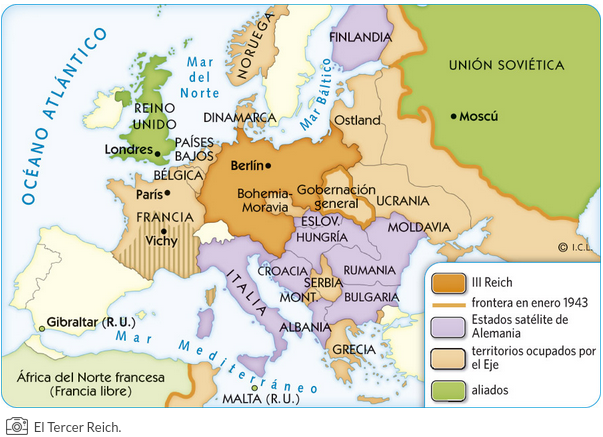 OCÉANO ATLÁNTICO
NORUEGA
FINLANDIA
Mar
del
Norte
Mar Báltico
UNIÓN SOVIÉTICA
REINO
UNIDO
DINAMARCA
Ostland
Moscú
Londres
PAÍSES
BAJOS
BÉLGICA
Berlín
París
Bohemia-
Moravia
Gobernación
general
UCRANIA
FRANCIA
Vichy
ESLOV.
HUNGRÍA
MOLDAVIA
© I.C.L.
CROACIA
RUMANIA
ITALIA
SERBIA
MONT.
BULGARIA
ALBANIA
Gibraltar (R. U.)
Mar Mediterráneo
GRECIA
África del Norte francesa
(Francia libre)
MALTA (R. U.)
III Reich
frontera en enero 1943
Estados satélite de
Alemania
territorios ocupados por
el Eje
aliados
El Tercer Reich.